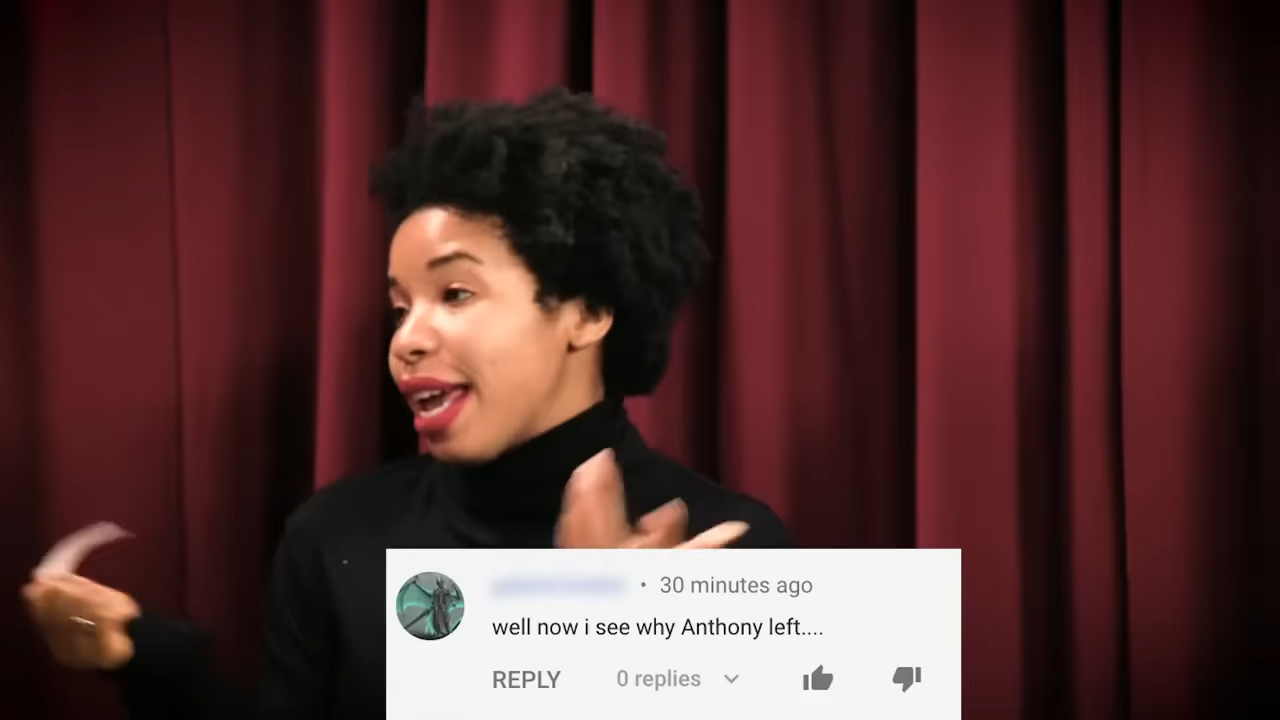 • 30 minutes ago
well now i see why Anthony left....
REPLY 0 replies